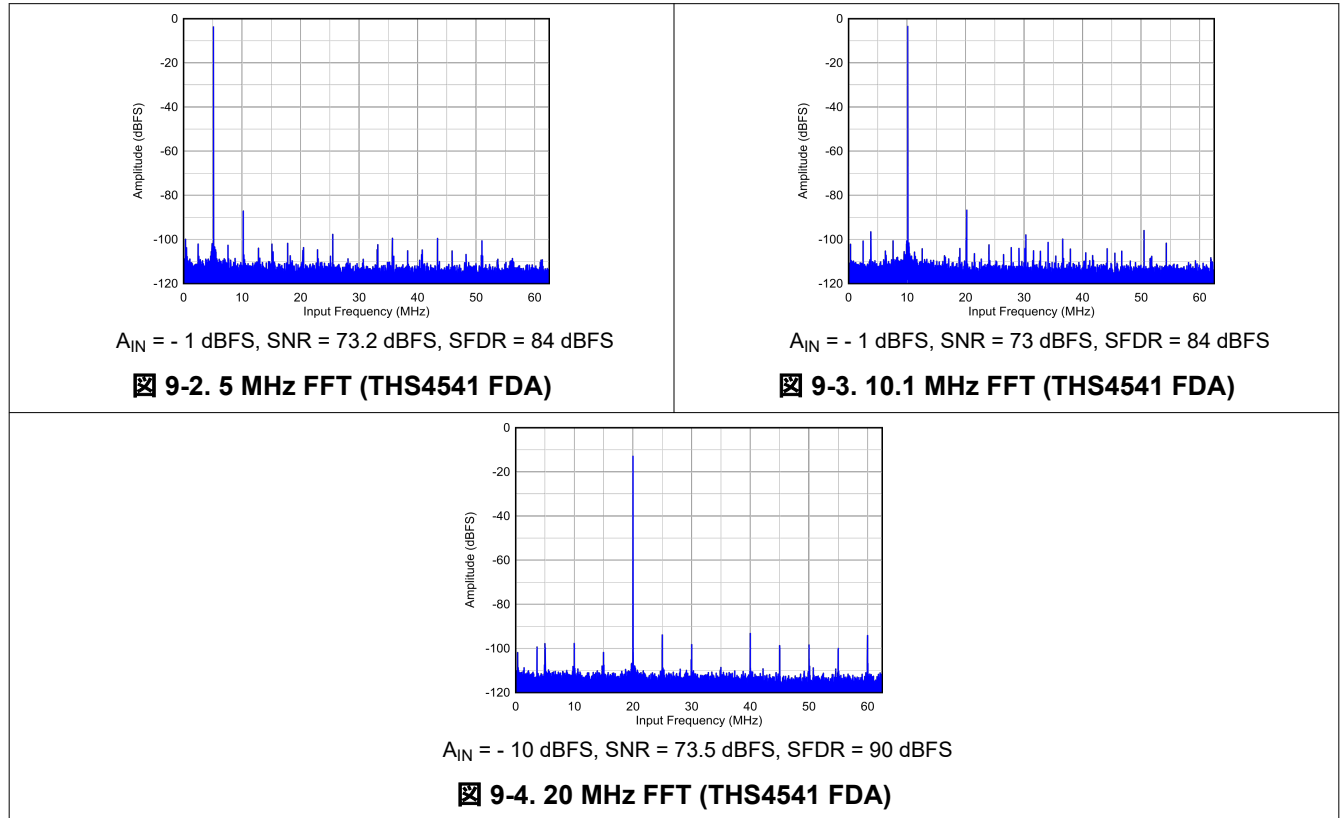 0
-20
-40
-60
-80
-100
-120
Amplitude (dBFS)
0 10 20 30 40 50 60
Input Frequency (MHz)
A_IN = - 1 dBFS, SNR = 73.2 dBFS, SFDR = 84 dBFS
図 9-2. 5 MHz FFT (THS4541 FDA)
0
-20
-40
-60
-80
-100
-120
Amplitude (dBFS)
0 10 20 30 40 50 60
Input Frequency (MHz)
A_IN = - 1 dBFS, SNR = 73 dBFS, SFDR = 84 dBFS
図 9-3. 10.1 MHz FFT (THS4541 FDA)
0
-20
-40
-60
-80
-100
-120
Amplitude (dBFS)
0 10 20 30 40 50 60
Input Frequency (MHz)
A_IN = - 10 dBFS, SNR = 73.5 dBFS, SFDR = 90 dBFS
図 9-4. 20 MHz FFT (THS4541 FDA)